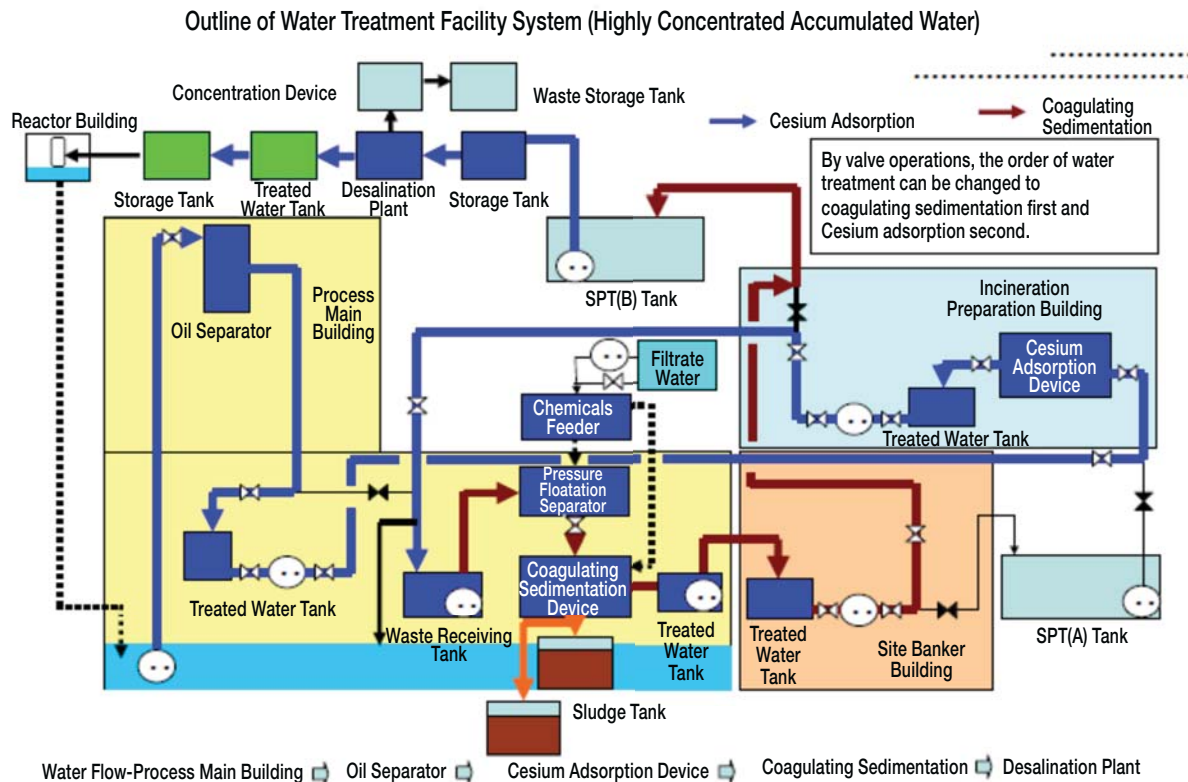 Outline of Water Treatment Facility System (Highly Concentrated Accumulated Water)
Concentration Device
Waste Storage Tank
Reactor Building
Cesium Adsorption
Coagulating
Sedimentation
By valve operations, the order of water
treatment can be changed to
coagulating sedimentation first and
Cesium adsorption second.
Storage Tank
Treated
Water Tank
Desalination
Plant
Storage Tank
SPT(B) Tank
Process
Main
Building
Oil Separator
Incineration
Preparation Building
Filtrate
Water
Cesium
Adsorption
Device
Chemicals
Feeder
Treated Water Tank
Pressure
Floatation
Separator
Coagulating
Sedimentation
Device
Treated Water Tank
Waste Receiving
Tank
Treated
Water
Tank
Treated
Water
Tank
Site Banker
Building
SPT(A) Tank
Sludge Tank
Water Flow-Process Main Building
Oil Separator
Cesium Adsorption Device
Coagulating Sedimentation
Desalination Plant